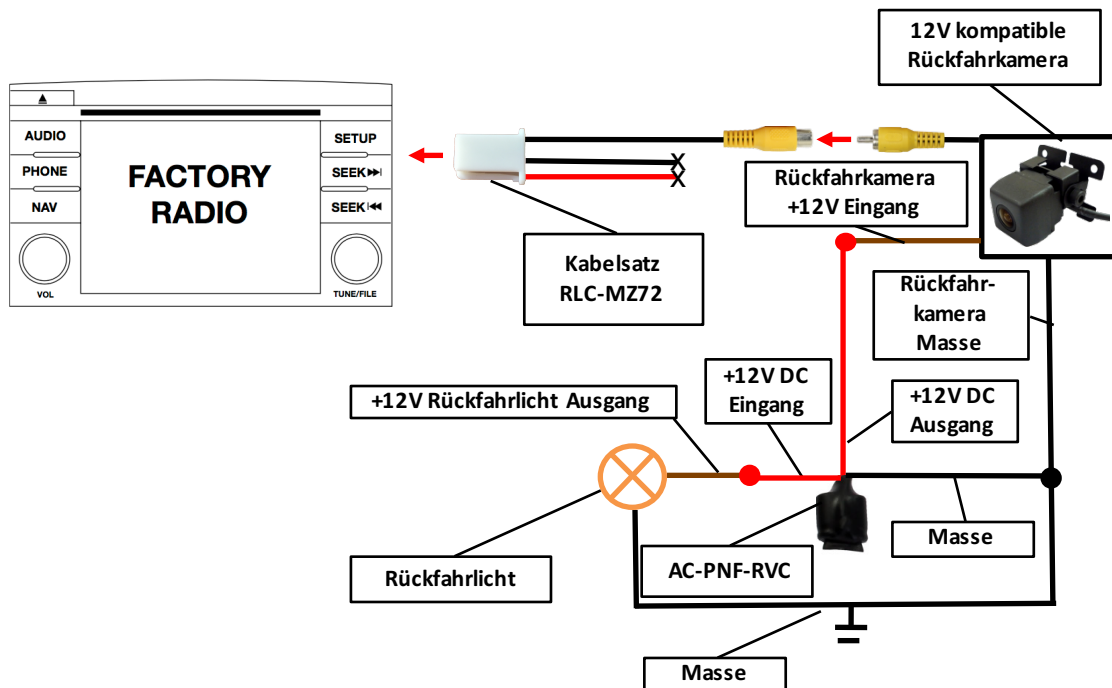 12V kompatible
Rückfahrkamera
AUDIO
PHONE
NAV
VOL
FACTORY
RADIO
SETUP
SEEK
SEEK
TUNE/FILE
X
X
Rückfahrkamera
+12V Eingang
Kabelsatz
RLC-MZ72
Rückfahr-
kamera
Masse
+12V Rückfahrlicht Ausgang
+12V DC
Eingang
+12V DC
Ausgang
Rückfahrlicht
AC-PNF-RVC
Masse
Masse